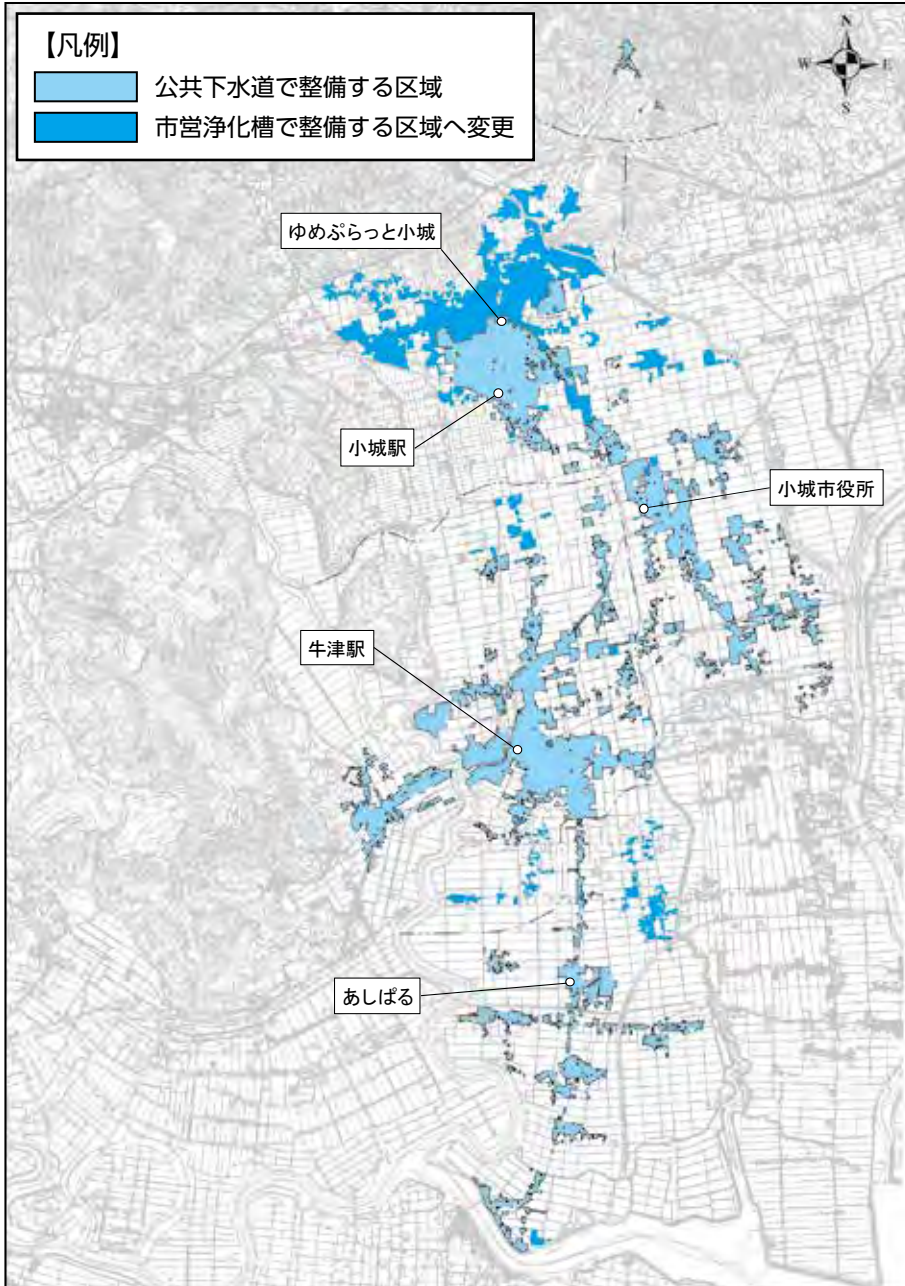 【凡例】
公共下水道で整備する区域
市営浄化槽で整備する区域へ変更
N
W
E
S
ゆめぷらっと小城
小城駅
小城市役所
牛津駅
あしぱる